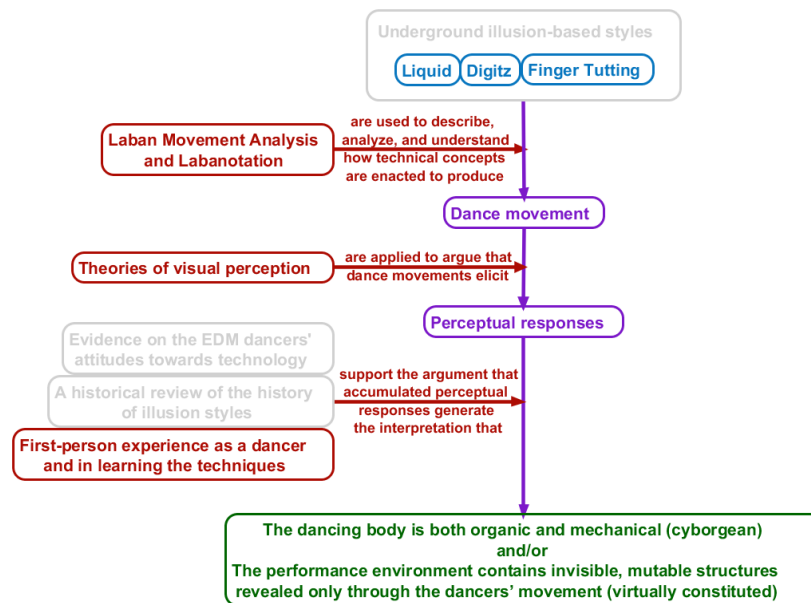 Underground illusion-based styles
Liquid Digitz Finger Tutting
are used to describe,
analyze, and understand
how technical concepts
are enacted to produce
Laban Movement Analysis
and Labanotation
Dance movement
Theories of visual perception
are applied to argue that
dance movements elicit
Perceptual responses
Evidence on the EDM dancers'
attitudes towards technology
A historical review of the history
of illusion styles
First-person experience as a dancer
and in learning the techniques
support the argument that
accumulated perceptual
responses generate
the interpretation that
The dancing body is both organic and mechanical (cyborgean)
and/or
The performance environment contains invisible, mutable structures
revealed only through the dancers’ movement (virtually constituted)